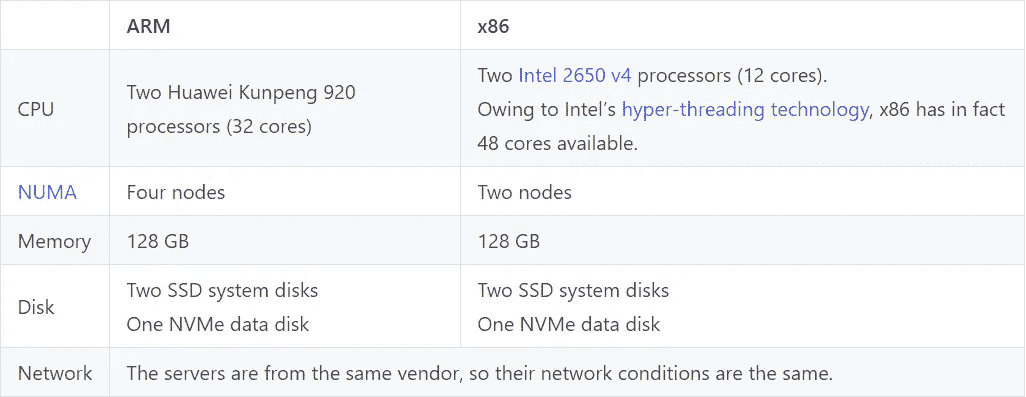 ARM x86
CPU
Two Huawei Kunpeng 920
processors (32 cores)
Two Intel 2650 v4 processors (12 cores).
Owing to Intel’s hyper-threading technology, x86 has in fact
48 cores available.
NUMA Four nodes Two nodes
Memory 128 GB 128 GB
Disk
Two SSD system disks
One NVMe data disk
Two SSD system disks
One NVMe data disk
Network The servers are from the same vendor, so their network conditions are the same.